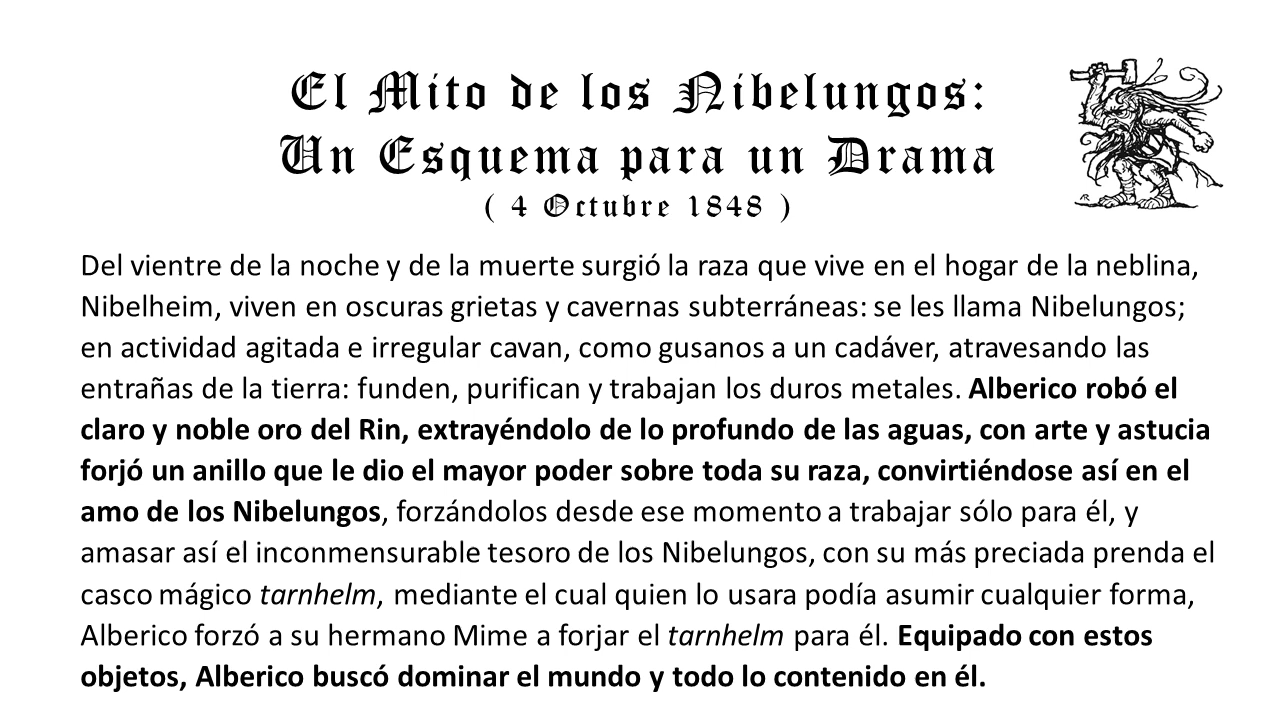 El Mito de los Nibelungos:
Un Esquema para un Drama
( 4 Octubre 1848 )
Del vientre de la noche y de la muerte surgió la raza que vive en el hogar de la neblina,
Nibelheim, viven en oscuras grietas y cavernas subterráneas: se les llama Nibelungos;
en actividad agitada e irregular cavan, como gusanos a un cadáver, atravesando las
entrañas de la tierra: funden, purifican y trabajan los duros metales. Alberico robó el
claro y noble oro del Rin, extrayéndolo de lo profundo de las aguas, con arte y astucia
forjó un anillo que le dio el mayor poder sobre toda su raza, convirtiéndose así en el
amo de los Nibelungos, forzándolos desde ese momento a trabajar sólo para él, y
amasar así el inconmensurable tesoro de los Nibelungos, con su más preciada prenda el
casco mágico tarnhelm, mediante el cual quien lo usara podía asumir cualquier forma,
Alberico forzó a su hermano Mime a forjar el tarnhelm para él. Equipado con estos
objetos, Alberico buscó dominar el mundo y todo lo contenido en él.